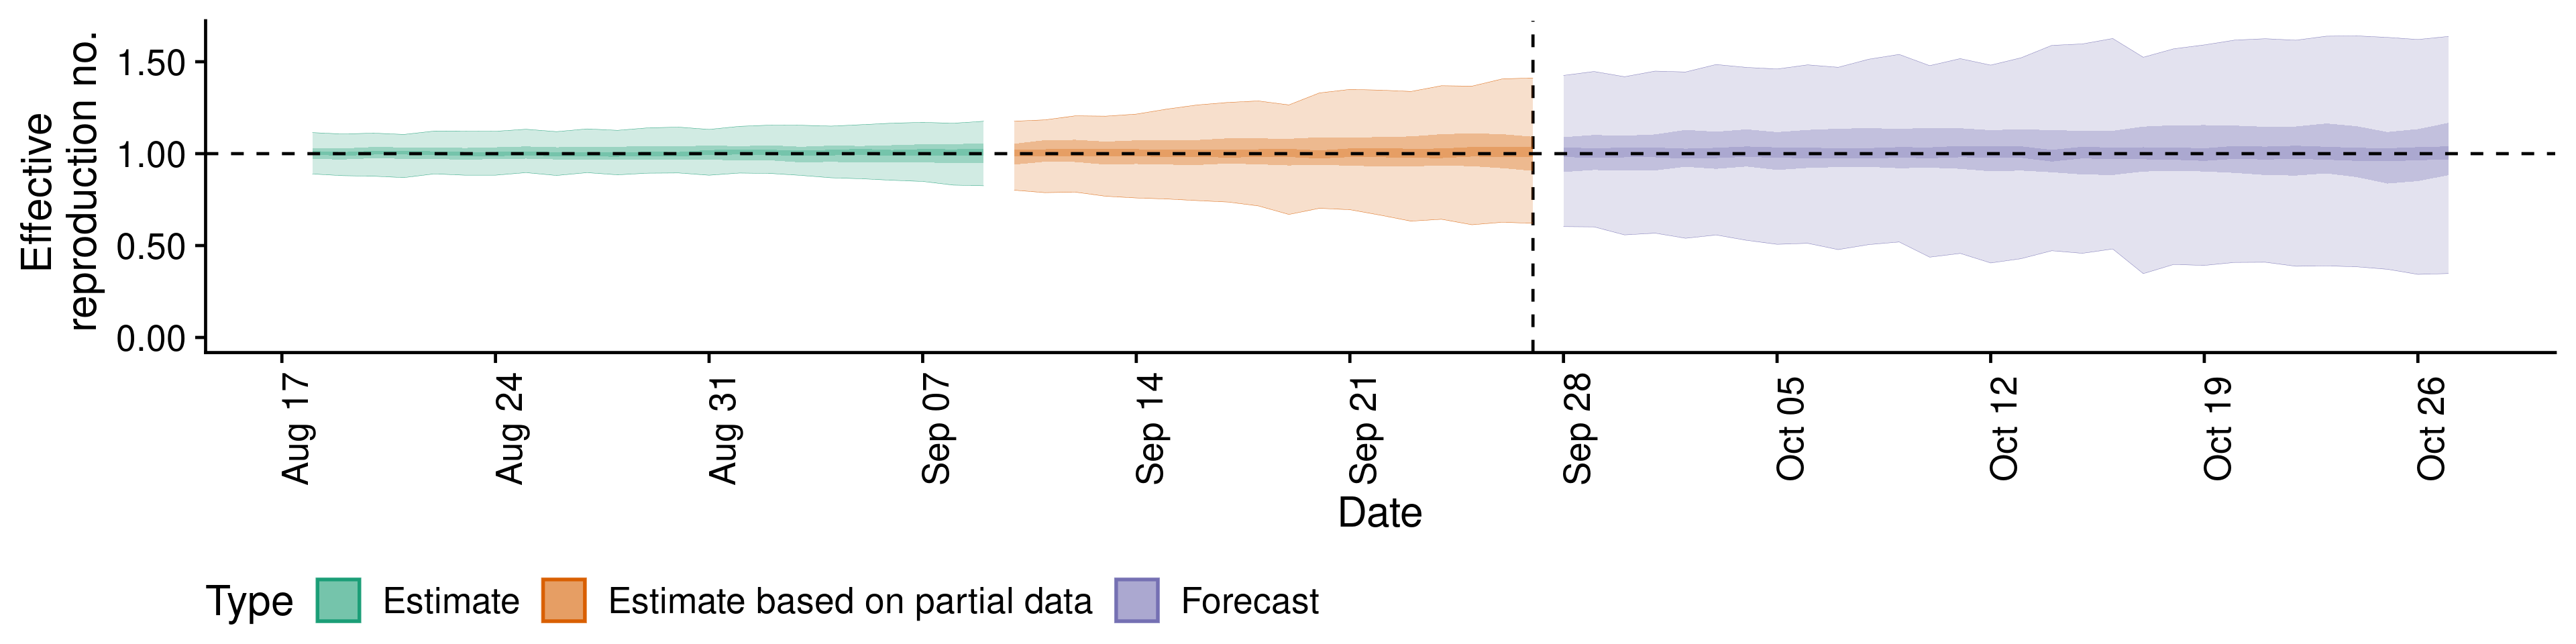 Effective
reproduction no.
1.50
1.00
0.50
0.00
Aug 17
Aug 24
Aug 31
Sep 07
Sep 14
Sep 21
Sep 28
Oct 05
Oct 12
Oct 19
Oct 26
Date
Type Estimate Estimate based on partial data Forecast